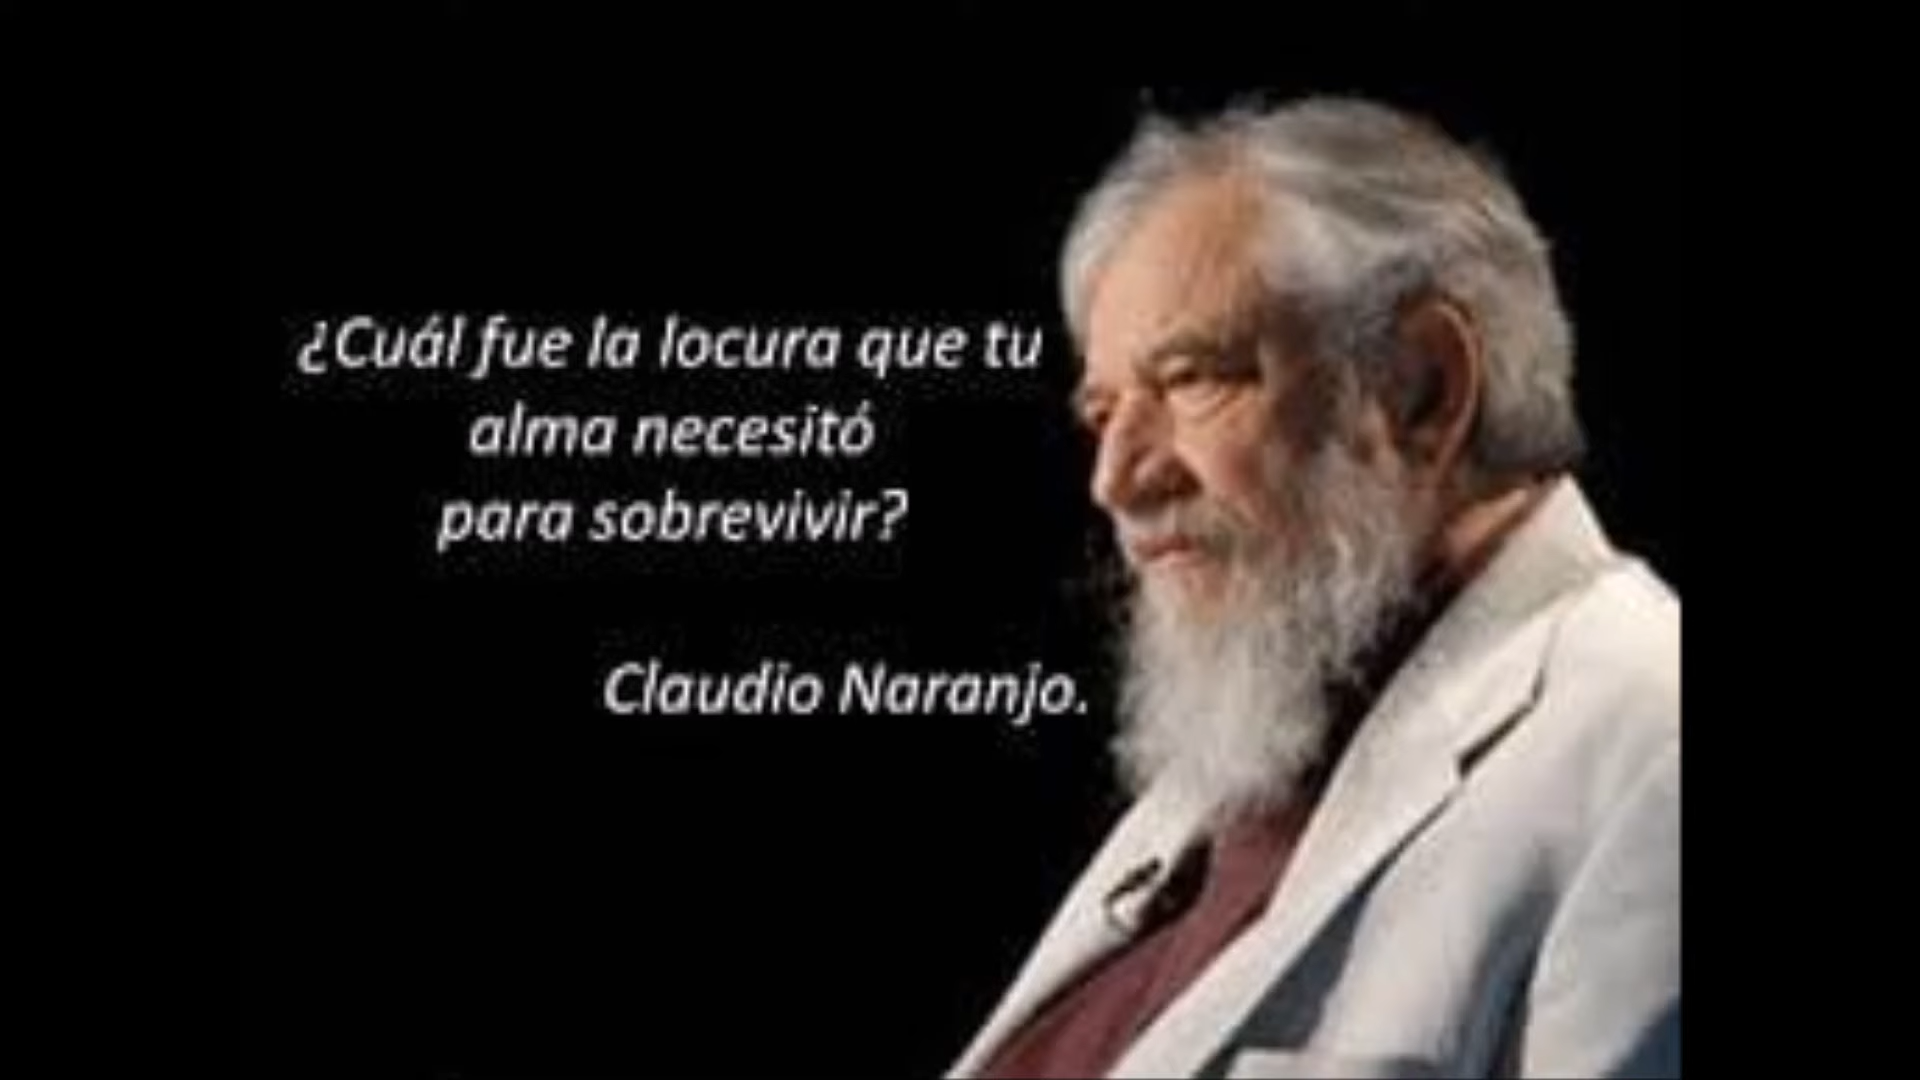 ¿Cuál fue la locura que tu
alma necesitó
para sobrevivir?
Claudio Naranjo.